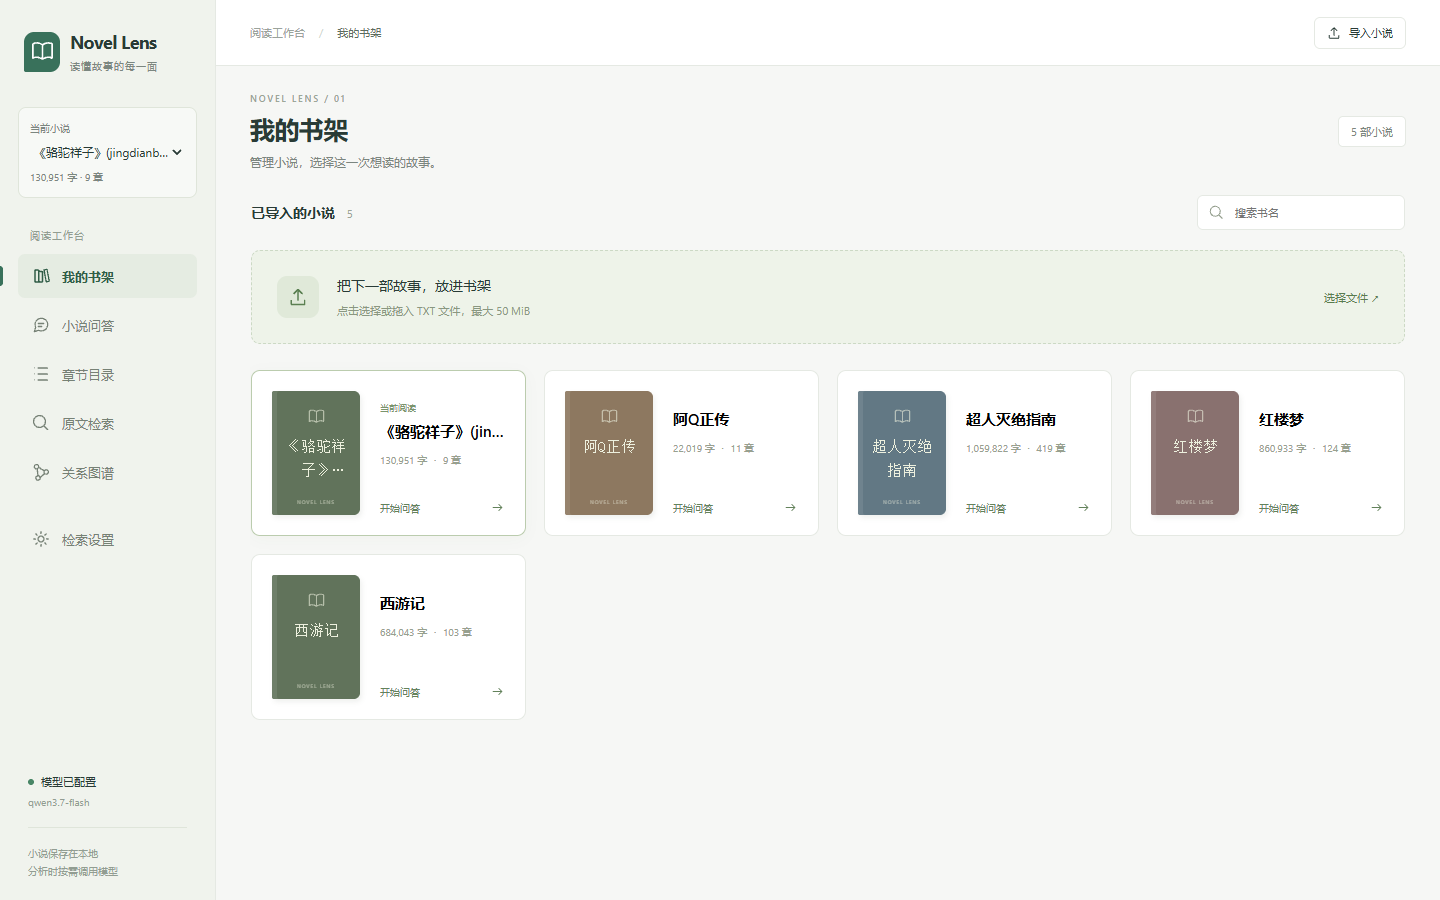 Novel Lens
读懂故事的每一面
当前小说
《骆驼祥子》(jingdianb...
130,951 字 · 9 章
阅读工作台
我的书架
小说问答
章节目录
原文检索
关系图谱
检索设置
模型已配置
qwen3.7-flash
小说保存在本地
分析时按需调用模型
阅读工作台 / 我的书架
导入小说
NOVEL LENS / 01
我的书架
管理小说，选择这一次想读的故事。
5 部小说
已导入的小说 5
搜索书名
把下一部故事，放进书架
点击选择或拖入 TXT 文件，最大 50 MiB
选择文件 ↗
《骆驼祥
子》…
NOVEL LENS
当前阅读
《骆驼祥子》(jin...
130,951 字 · 9 章
开始问答 →
阿Q正传
NOVEL LENS
阿Q正传
22,019 字 · 11 章
开始问答 →
超人灭绝
指南
NOVEL LENS
超人灭绝指南
1,059,822 字 · 419 章
开始问答 →
红楼梦
NOVEL LENS
红楼梦
860,933 字 · 124 章
开始问答 →
西游记
NOVEL LENS
西游记
684,043 字 · 103 章
开始问答 →